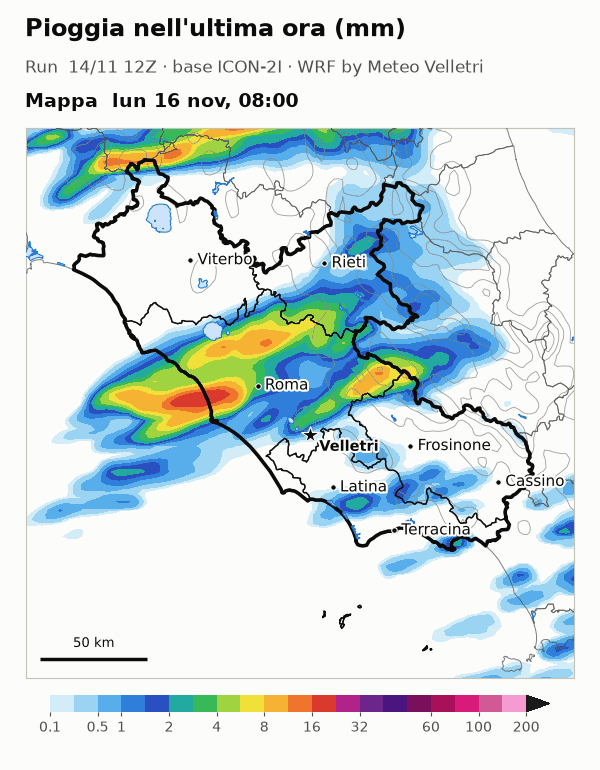 Pioggia nell'ultima ora (mm)
Run 14/11 12Z · base ICON-2I · WRF by Meteo Velletri
Mappa lun 16 nov, 08:00
Viterbo
Rieti
Roma
Velletri
Frosinone
Latina
Cassino
Terracina
50 km
0.1 0.5 1 2 4 8 16 32 60 100 200